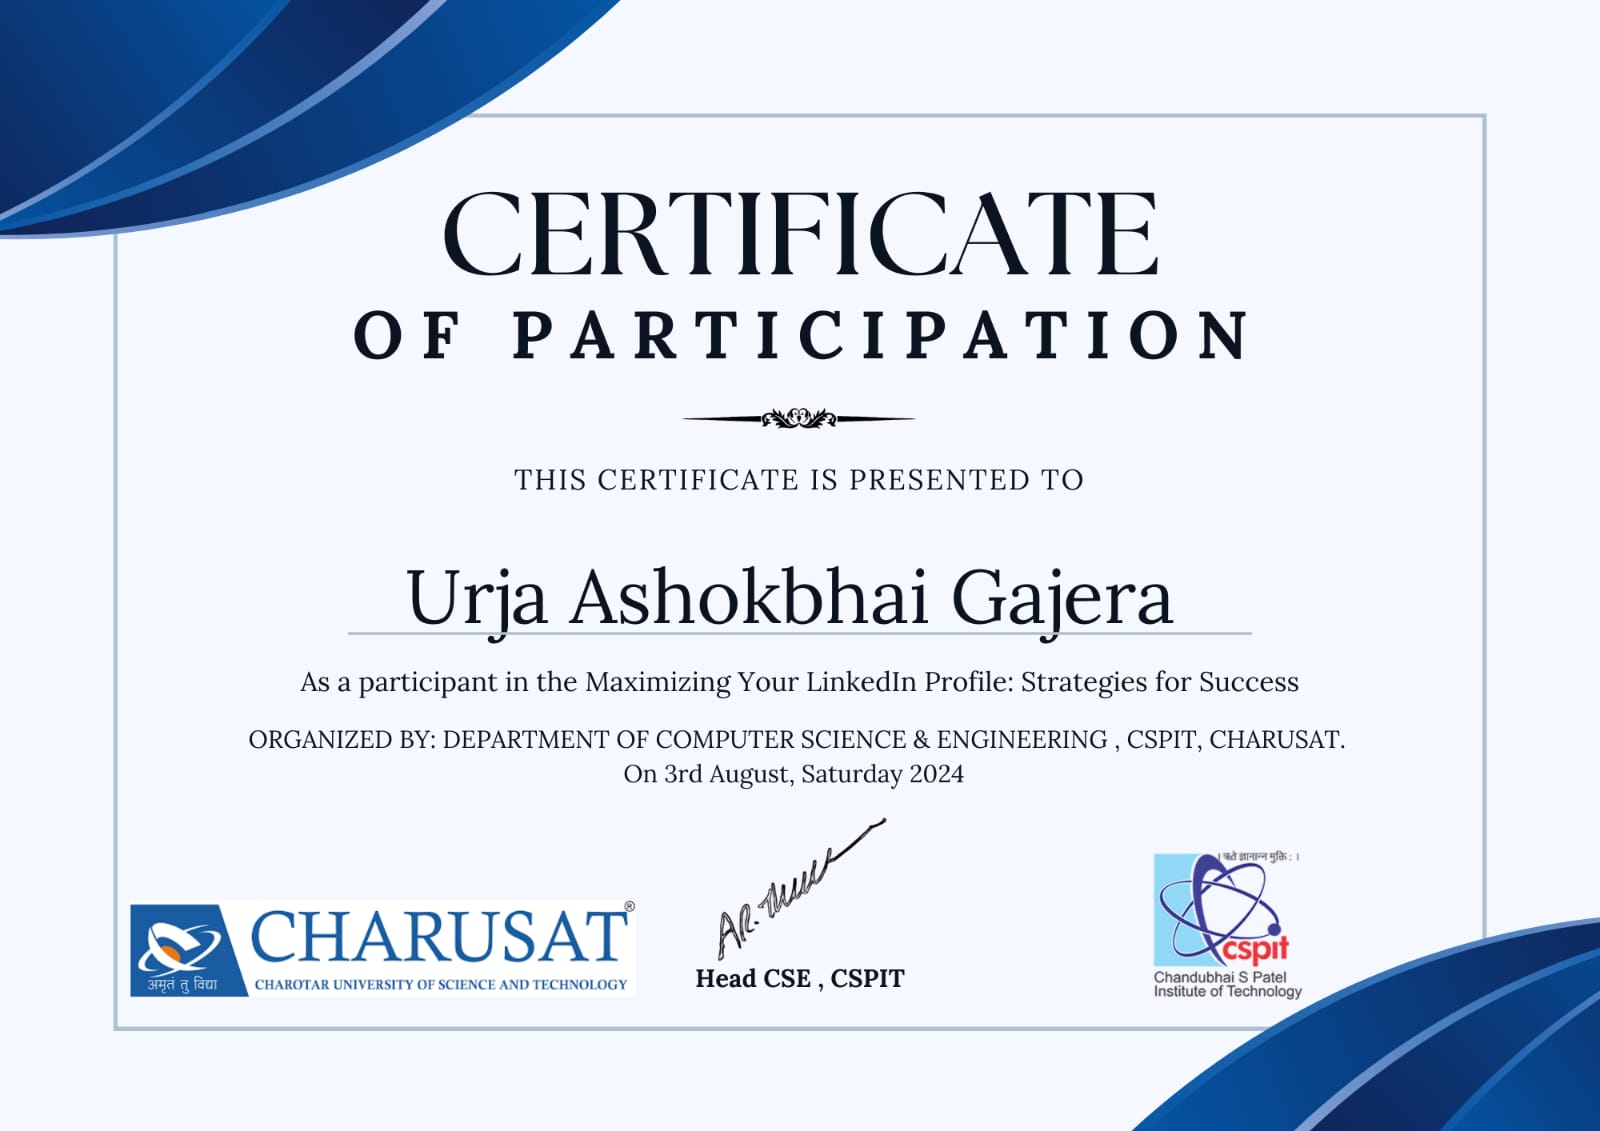 CERTIFICATE
OF PARTICIPATION
THIS CERTIFICATE IS PRESENTED TO
Urja Ashokbhai Gajera
As a participant in the Maximizing Your LinkedIn Profile: Strategies for Success
ORGANIZED BY: DEPARTMENT OF COMPUTER SCIENCE & ENGINEERING , CSPIT, CHARUSAT.
On 3rd August, Saturday 2024
CHARUSAT®
CHAROTAR UNIVERSITY OF SCIENCE AND TECHNOLOGY
अमृतं तु विद्या
Head CSE , CSPIT
। ऋते ज्ञानान्न मुक्ति : ।
cspit
Chandubhai S Patel
Institute of Technology